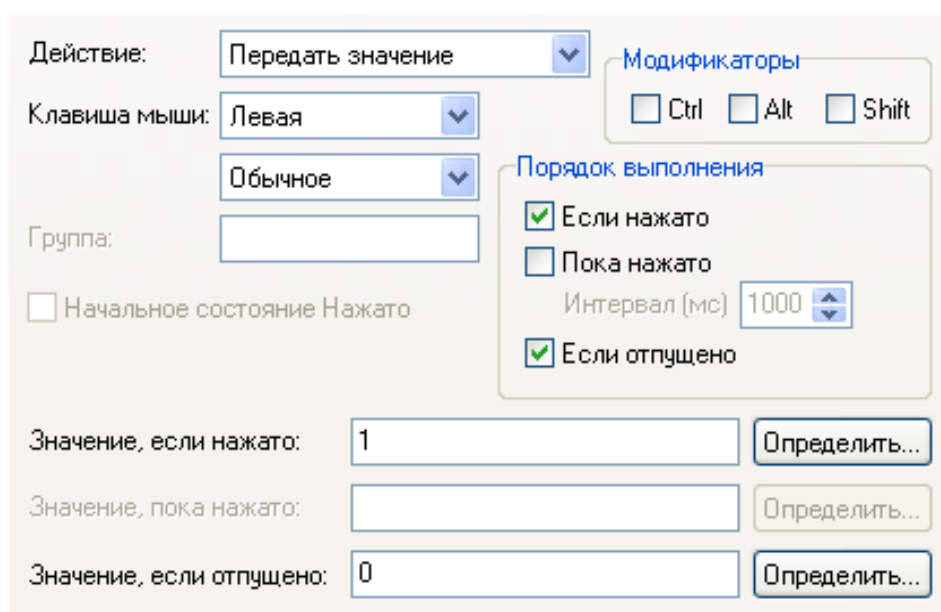 Действие: Передать значение
Модификаторы
Клавиша мыши: Левая
Ctrl Alt Shift
Обычное
Порядок выполнения
Если нажато
Группа:
Пока нажато
Начальное состояние Нажато
Интервал (мс) 1000
Если отпущено
Значение, если нажато: 1 Определить...
Значение, пока нажато: Определить...
Значение, если отпущено: 0 Определить...